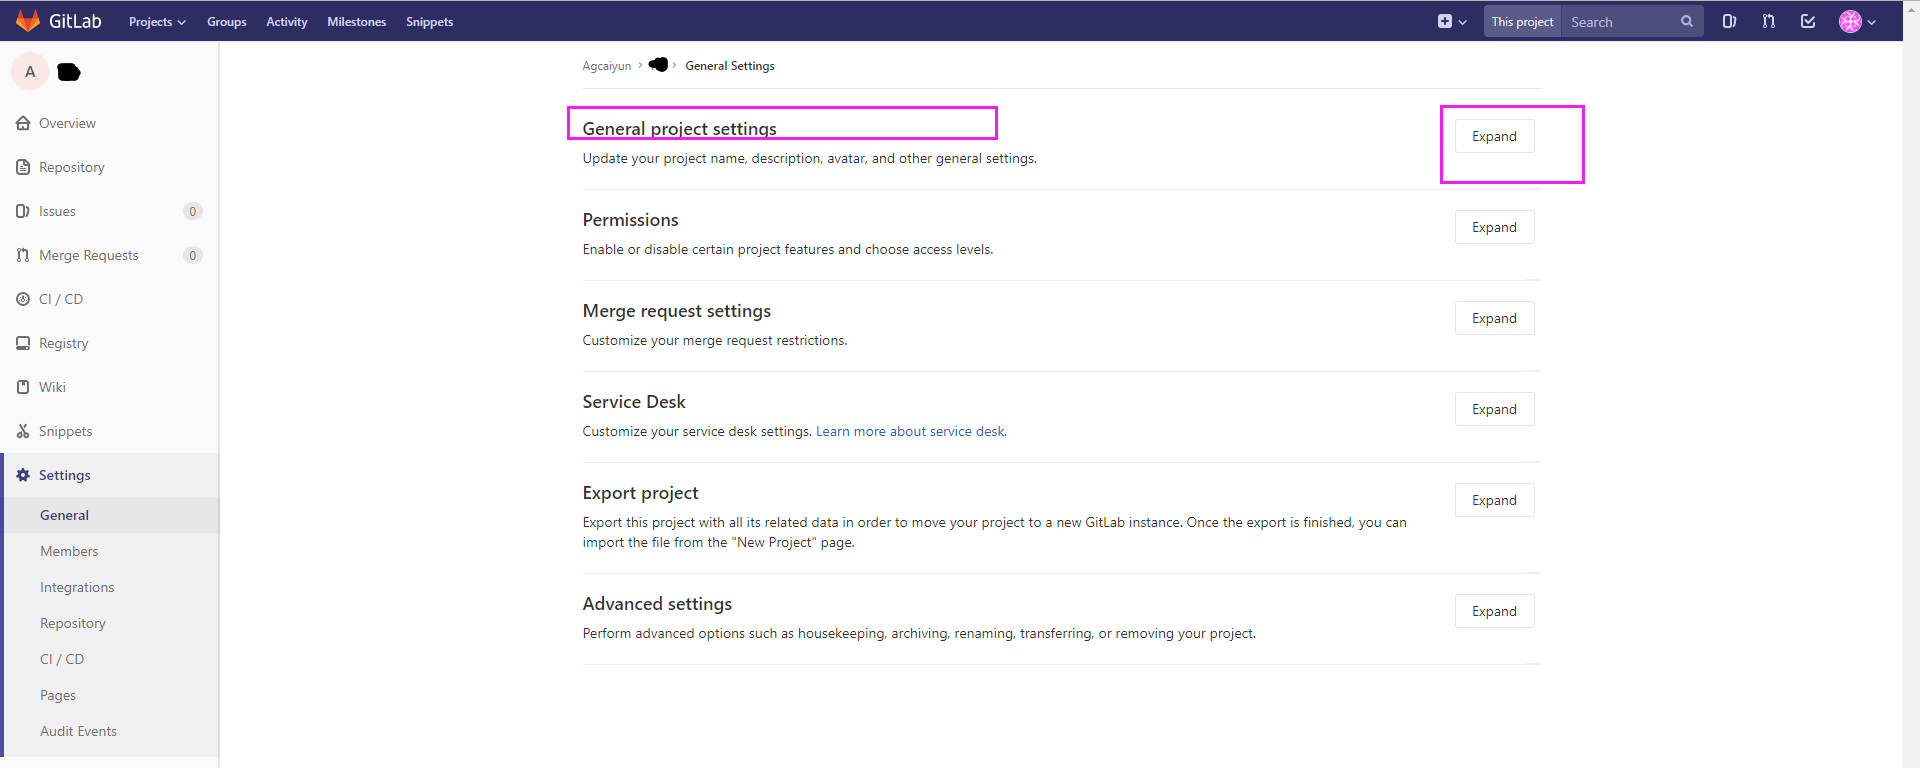 GitLab Projects Groups Activity Milestones Snippets This project Search
A
Agcaiyun > > General Settings
Overview
Repository
Issues 0
Merge Requests 0
CI / CD
Registry
Wiki
Snippets
Settings
General
Members
Integrations
Repository
CI / CD
Pages
Audit Events
General project settings
Expand
Update your project name, description, avatar, and other general settings.
Permissions
Expand
Enable or disable certain project features and choose access levels.
Merge request settings
Expand
Customize your merge request restrictions.
Service Desk
Expand
Customize your service desk settings. Learn more about service desk.
Export project
Expand
Export this project with all its related data in order to move your project to a new GitLab instance. Once the export is finished, you can
import the file from the "New Project" page.
Advanced settings
Expand
Perform advanced options such as housekeeping, archiving, renaming, transferring, or removing your project.